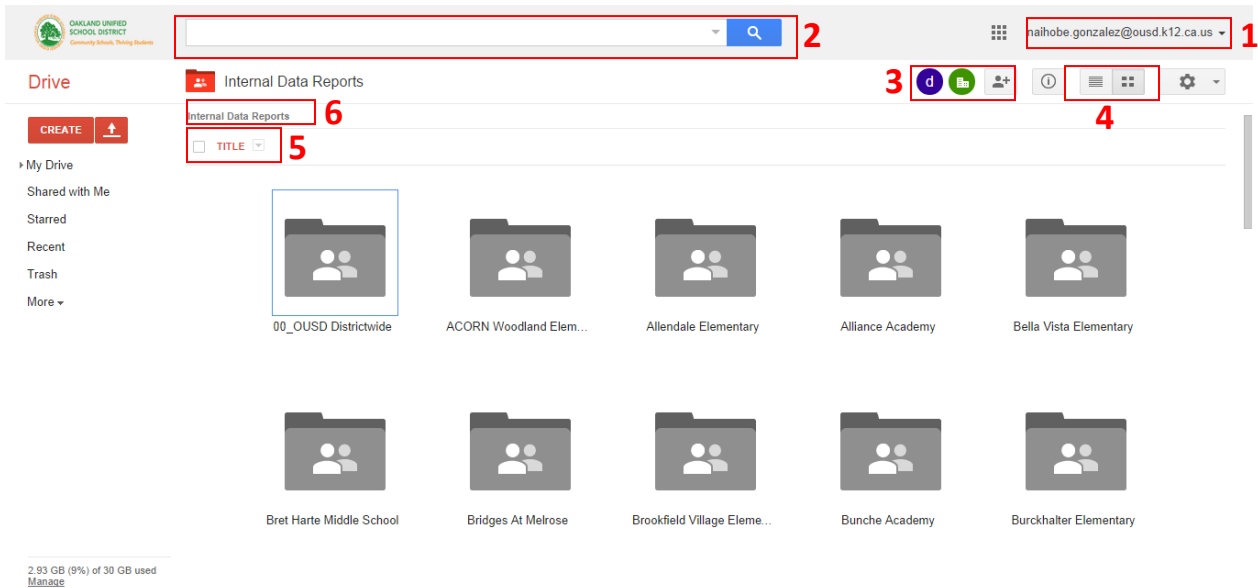 OAKLAND UNIFIED
SCHOOL DISTRICT
Community Schools, Thriving Students
2
naihobe.gonzalez@ousd.k12.ca.us
1
Drive
Internal Data Reports
3
d
4
Internal Data Reports
6
CREATE
TITLE
5
My Drive
Shared with Me
Starred
Recent
Trash
More
00_OUSD Districtwide
ACORN Woodland Elem...
Allendale Elementary
Alliance Academy
Bella Vista Elementary
Bret Harte Middle School
Bridges At Melrose
Brookfield Village Eleme...
Bunche Academy
Burckhalter Elementary
2.93 GB (9%) of 30 GB used
Manage